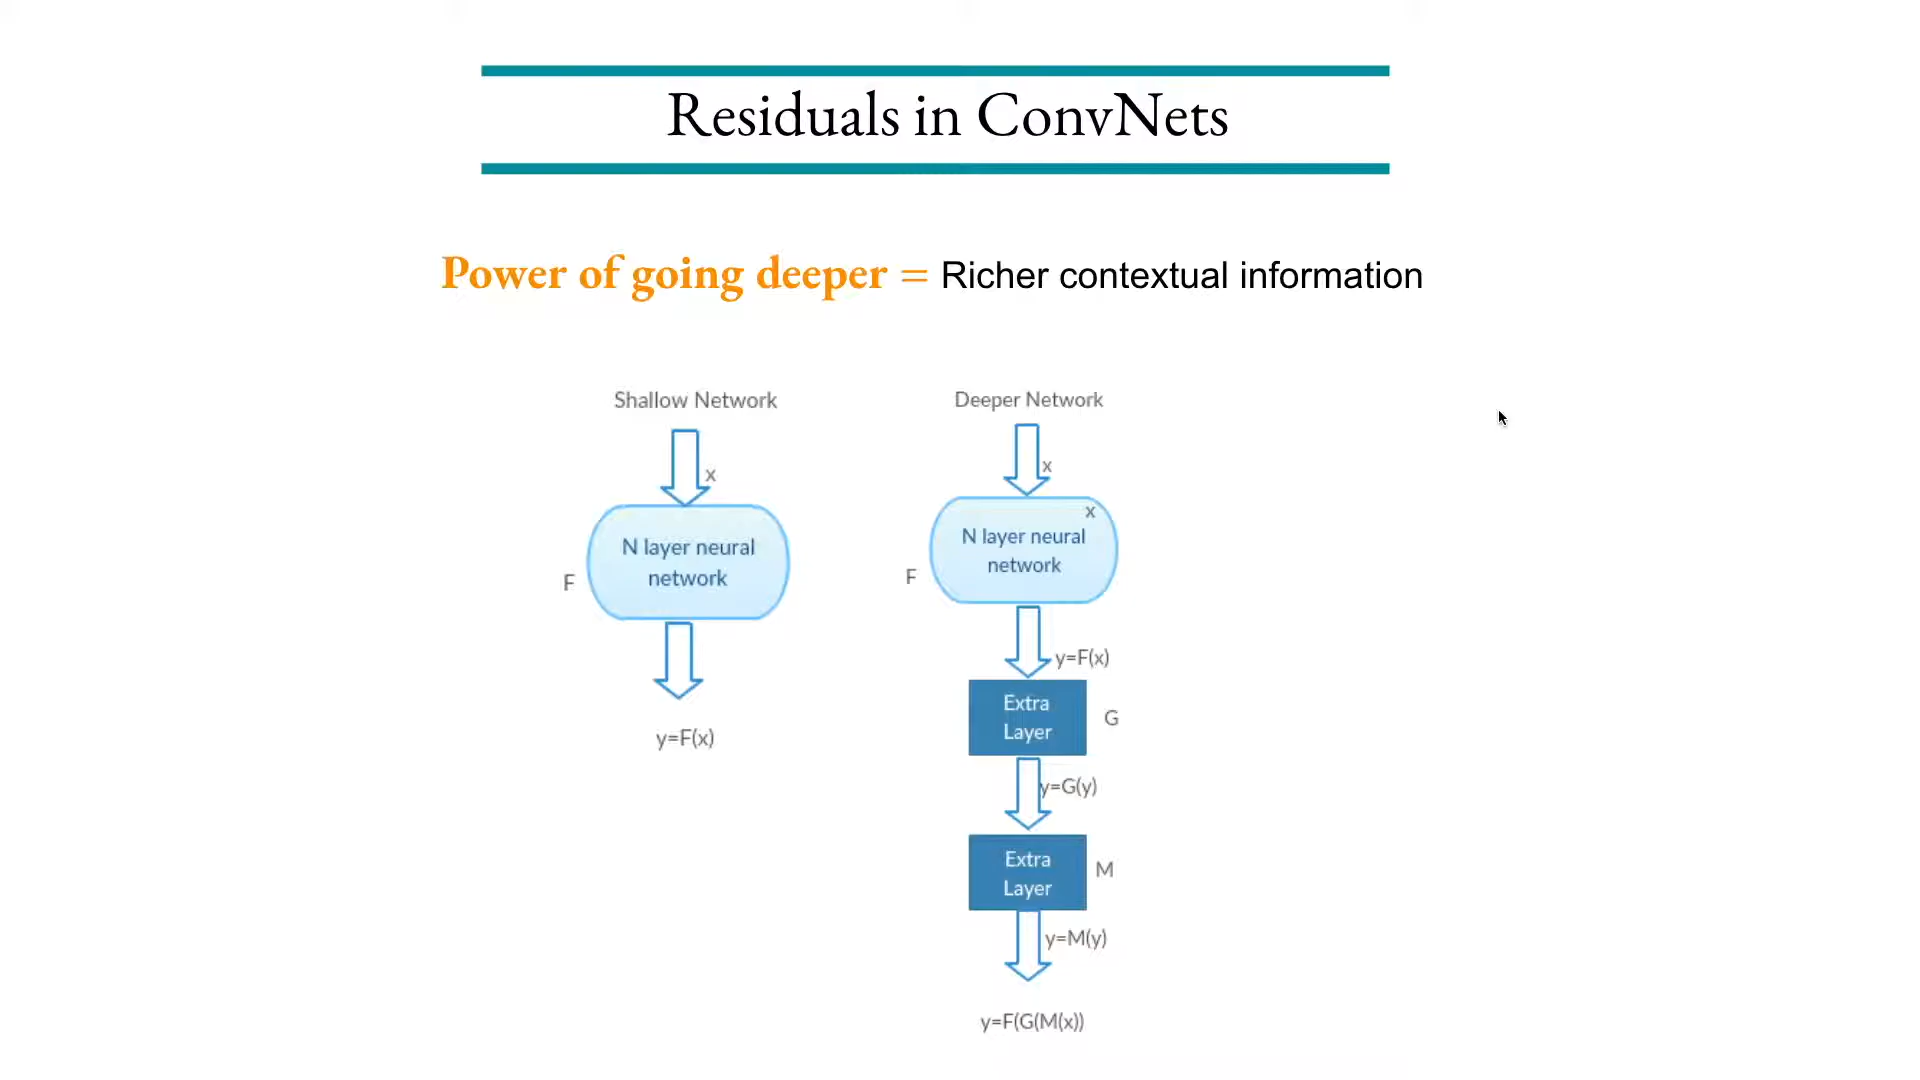 Residuals in ConvNets
Power of going deeper = Richer contextual information
Shallow Network
x
N layer neural
network
F
y=F(x)
Deeper Network
x
x
N layer neural
network
F
y=F(x)
Extra
Layer
G
y=G(y)
Extra
Layer
M
y=M(y)
y=F(G(M(x))